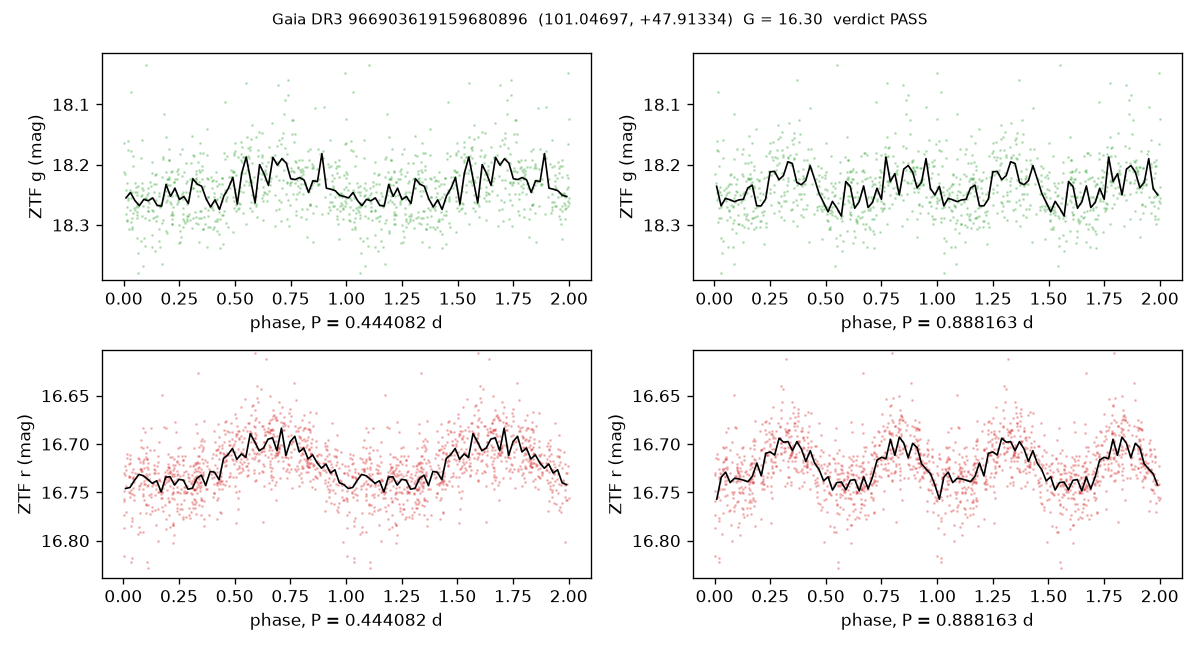 Gaia DR3 966903619159680896 (101.04697, +47.91334) G = 16.30 verdict PASS
ZTF g (mag)
18.1
18.2
18.3
0.00 0.25 0.50 0.75 1.00 1.25 1.50 1.75 2.00
phase, P = 0.444082 d
ZTF g (mag)
18.1
18.2
18.3
0.00 0.25 0.50 0.75 1.00 1.25 1.50 1.75 2.00
phase, P = 0.888163 d
ZTF r (mag)
16.65
16.70
16.75
16.80
0.00 0.25 0.50 0.75 1.00 1.25 1.50 1.75 2.00
phase, P = 0.444082 d
ZTF r (mag)
16.65
16.70
16.75
16.80
0.00 0.25 0.50 0.75 1.00 1.25 1.50 1.75 2.00
phase, P = 0.888163 d